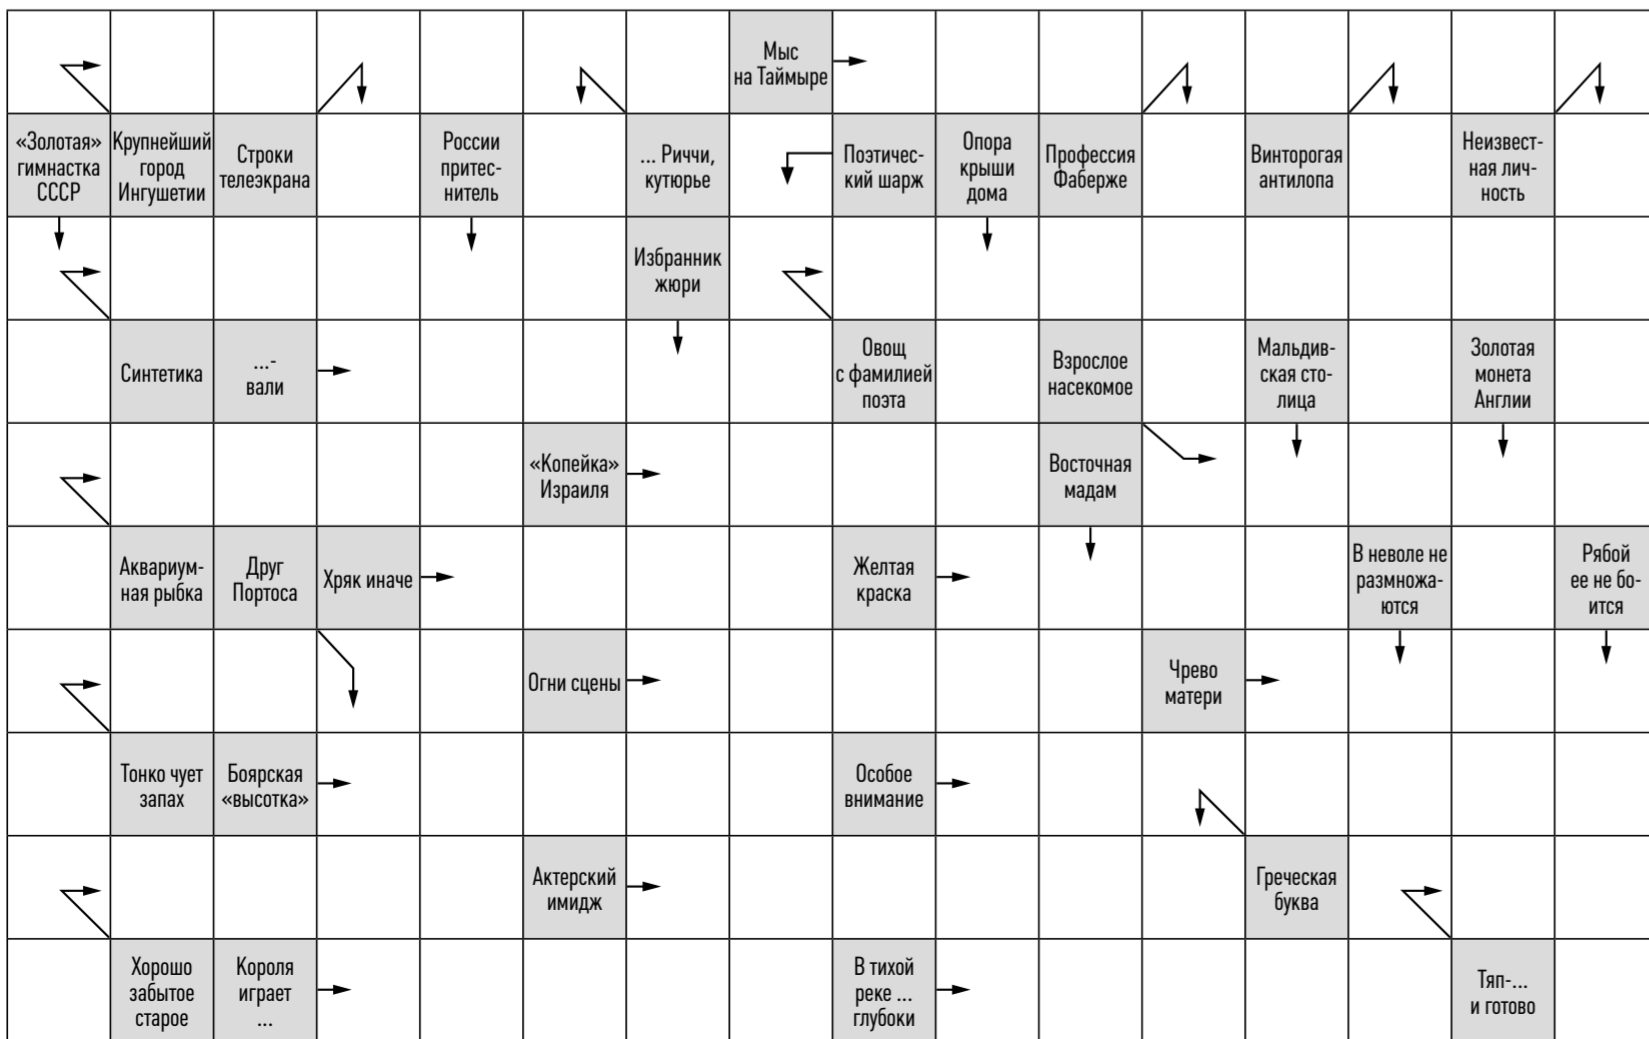 Мыс
на Таймыре
«Золотая»
гимнастка
СССР
Крупнейший
город
Ингушетии
Строки
телеэкрана
России
притес-
нитель
... Риччи,
кутюрье
Поэтичес-
кий шарж
Опора
крыши
дома
Профессия
Фаберже
Винторогая
антилопа
Неизвест-
ная лич-
ность
Избранник
жюри
Синтетика
...-
вали
Овощ
с фамилией
поэта
Взрослое
насекомое
Мальдив-
ская сто-
лица
Золотая
монета
Англии
«Копейка»
Израиля
Восточная
мадам
Аквариум-
ная рыбка
Друг
Портоса
Хряк иначе
Желтая
краска
В неволе не
размножа-
ются
Рябой
ее не бо-
ится
Огни сцены
Чрево
матери
Тонко чует
запах
Боярская
«высотка»
Особое
внимание
Актерский
имидж
Греческая
буква
Хорошо
забытое
старое
Короля
играет
...
В тихой
реке ...
глубоки
Тяп-...
и готово